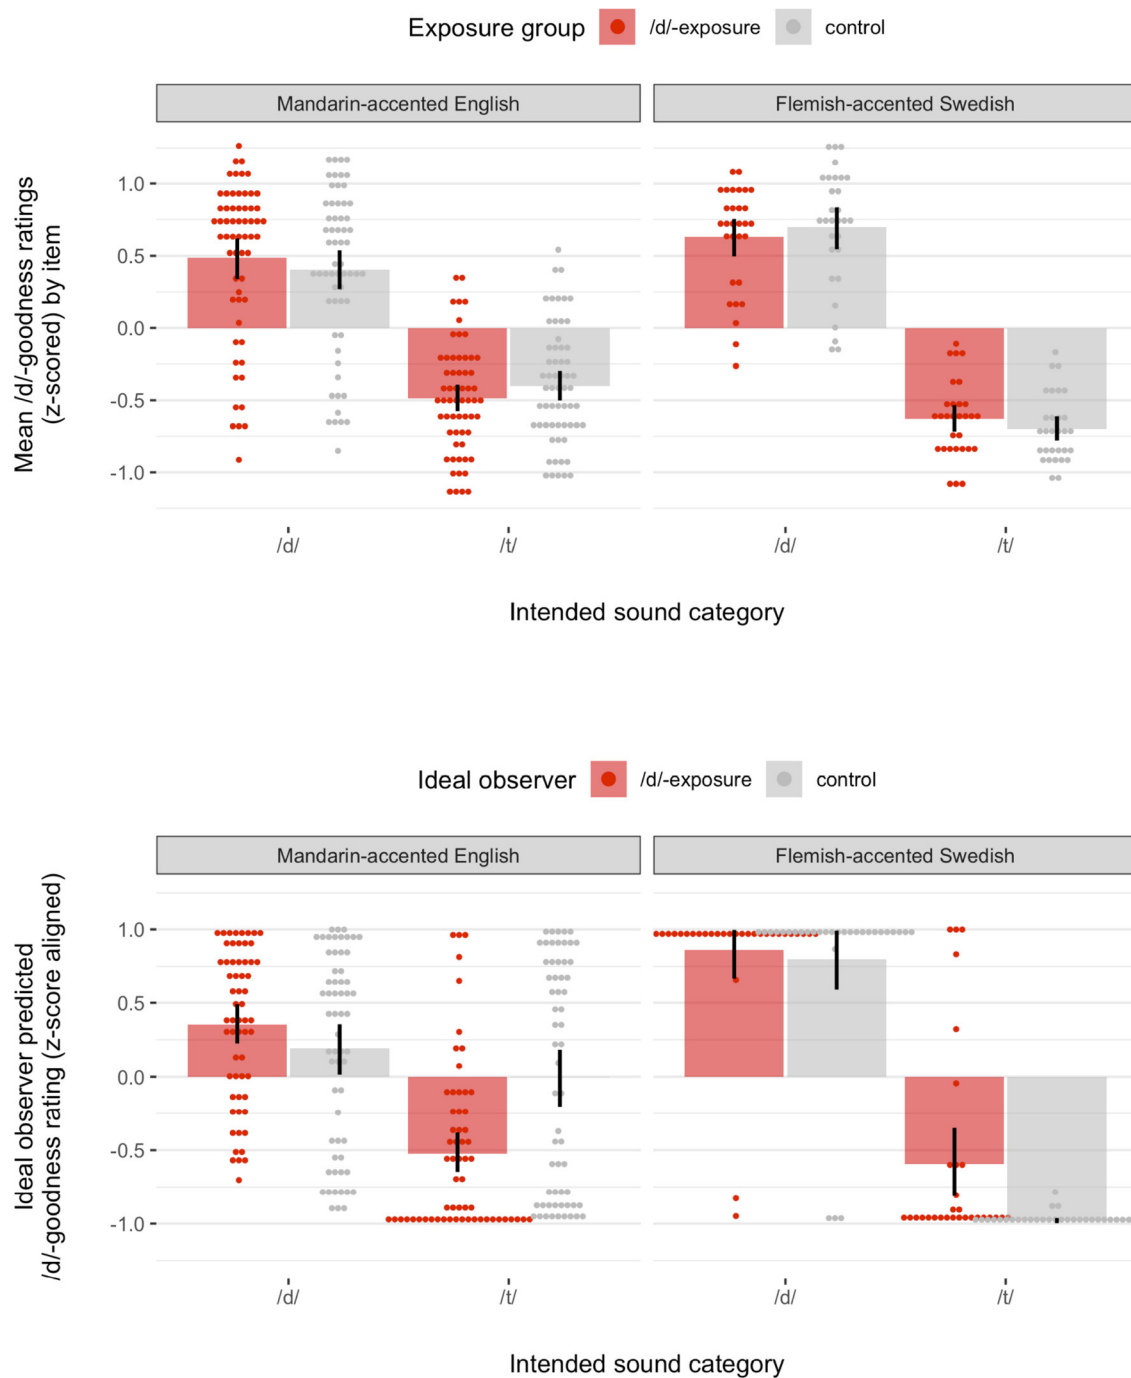 Exposure group /d/-exposure control
Mandarin-accented English Flemish-accented Swedish
Mean /d/-goodness ratings
(z-scored) by item
1.0
0.5
0.0
-0.5
-1.0
/d/ /t/ /d/ /t/
Intended sound category
Ideal observer /d/-exposure control
Mandarin-accented English Flemish-accented Swedish
Ideal observer predicted
/d/-goodness rating (z-score aligned)
1.0
0.5
0.0
-0.5
-1.0
/d/ /t/ /d/ /t/
Intended sound category